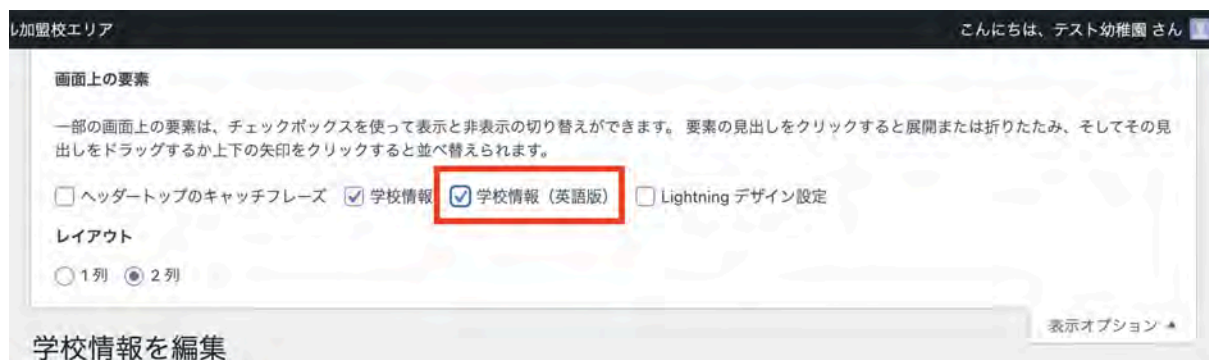 ル加盟校エリア
こんにちは、テスト幼稚園 さん
画面上の要素
一部の画面上の要素は、チェックボックスを使って表示と非表示の切り替えができます。 要素の見出しをクリックすると展開または折りたたみ、そしてその見
出しをドラッグするか上下の矢印をクリックすると並べ替えられます。
ヘッダートップのキャッチフレーズ 学校情報 学校情報（英語版） Lightning デザイン設定
レイアウト
1列 2列
表示オプション
学校情報を編集